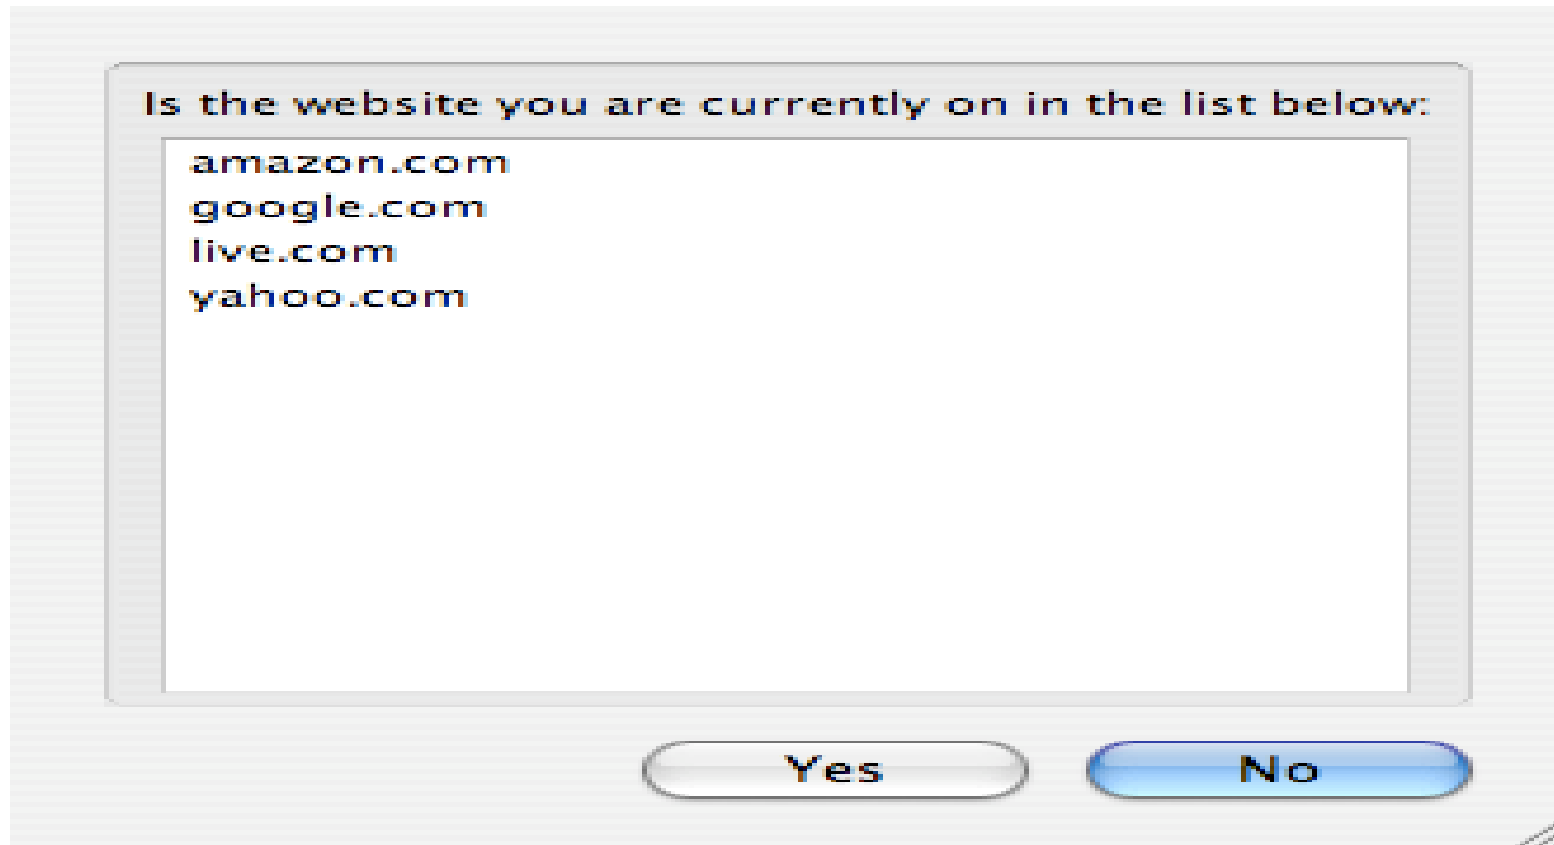 Is the website you are currently on in the list below:
amazon.com
google.com
live.com
yahoo.com
Yes No